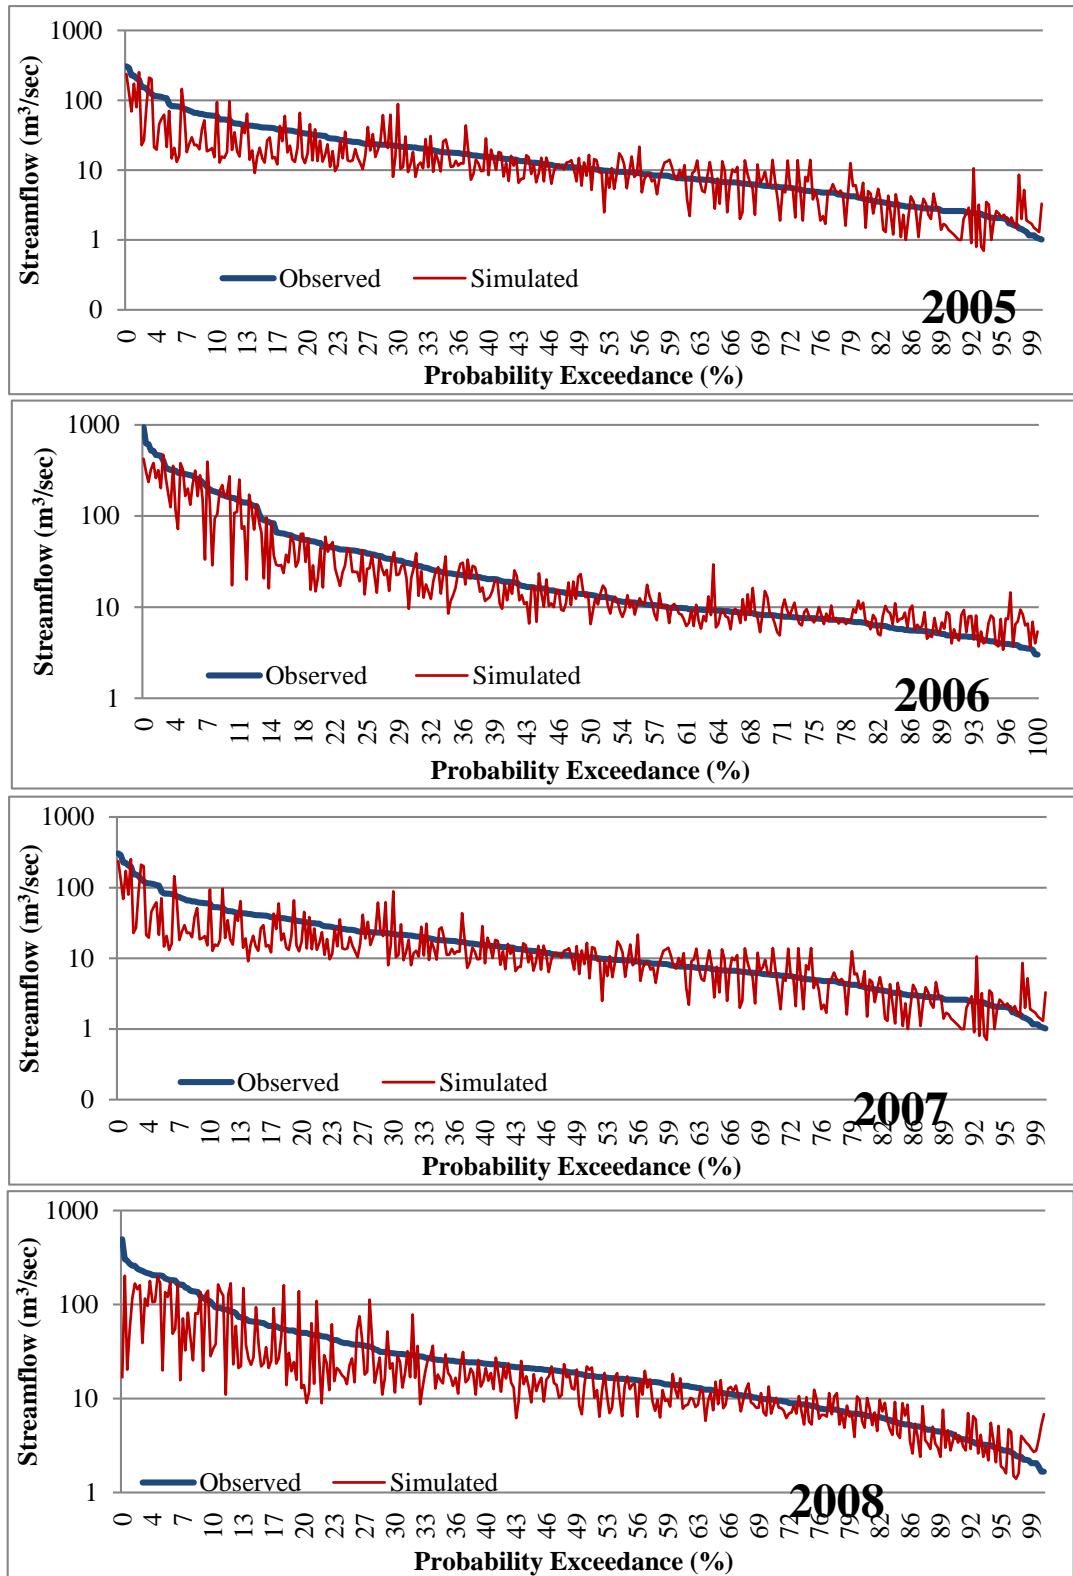 1000
100
10
1
0
Streamflow (m³/sec)
Observed
Simulated
2005
0 4 7 10 13 17 20 23 27 30 33 36 40 43 46 49 53 56 59 63 66 69 72 76 79 82 86 89 92 95 99
Probability Exceedance (%)
1000
100
10
1
Streamflow (m³/sec)
Observed
Simulated
2006
0 4 7 11 14 18 22 25 29 32 36 39 43 47 50 54 57 61 64 68 71 75 79 82 86 89 93 96 100
Probability Exceedance (%)
1000
100
10
1
0
Streamflow (m³/sec)
Observed
Simulated
2007
0 4 7 10 13 17 20 23 27 30 33 36 40 43 46 49 53 56 59 63 66 69 72 76 79 82 86 89 92 95 99
Probability Exceedance (%)
1000
100
10
1
Streamflow (m³/sec)
Observed
Simulated
2008
0 4 7 10 13 17 20 23 27 30 33 36 40 43 46 49 53 56 59 63 66 69 72 76 79 82 86 89 92 95 99
Probability Exceedance (%)